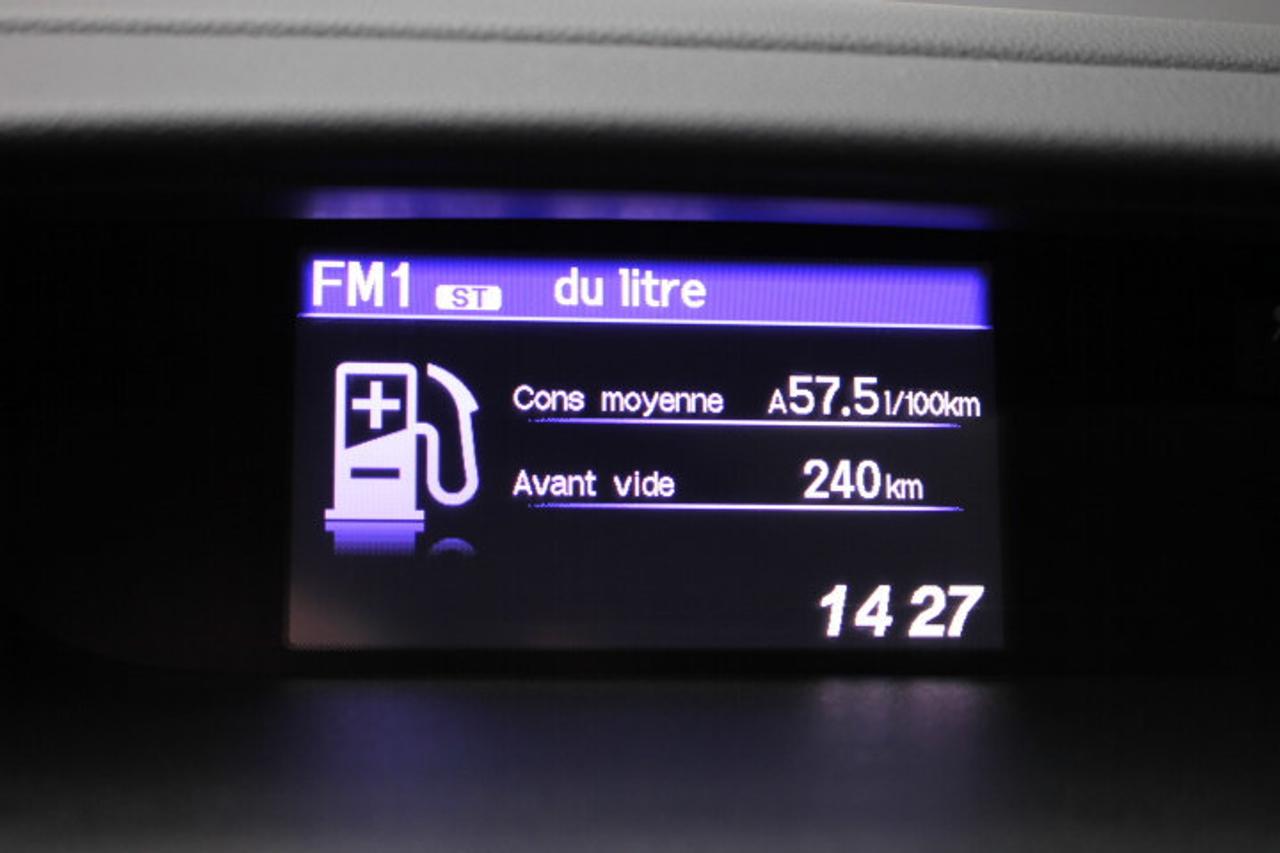 FM1 ST du litre
Cons moyenne A57.5 l/100km
Avant vide 240 km
14 27